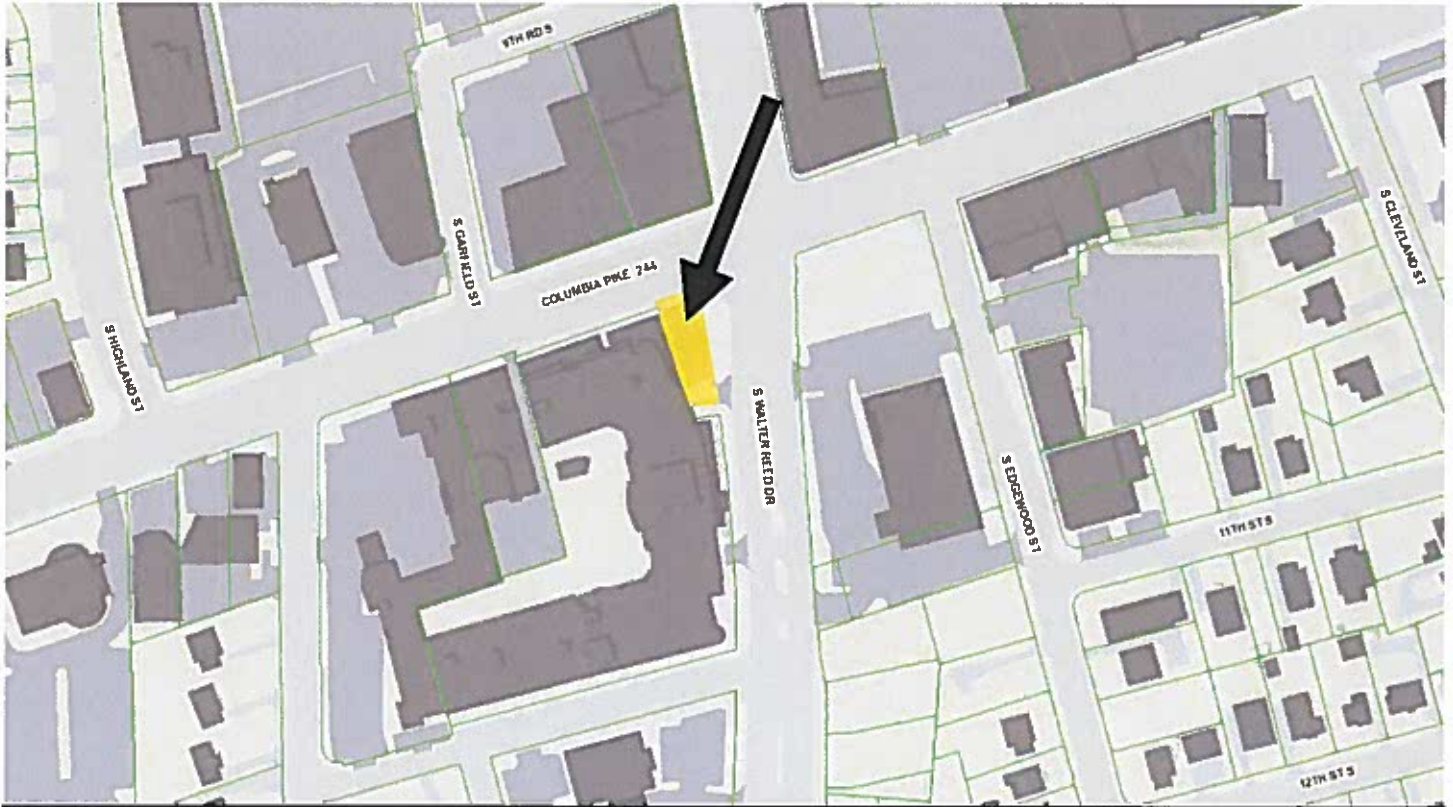 9TH RD S
S GARFIELD ST
COLUMBIA PIKE 244
S CLEVELAND ST
S HIGHLAND ST
S WALTER REED DR
S EDGEWOOD ST
11TH ST S
12TH ST S